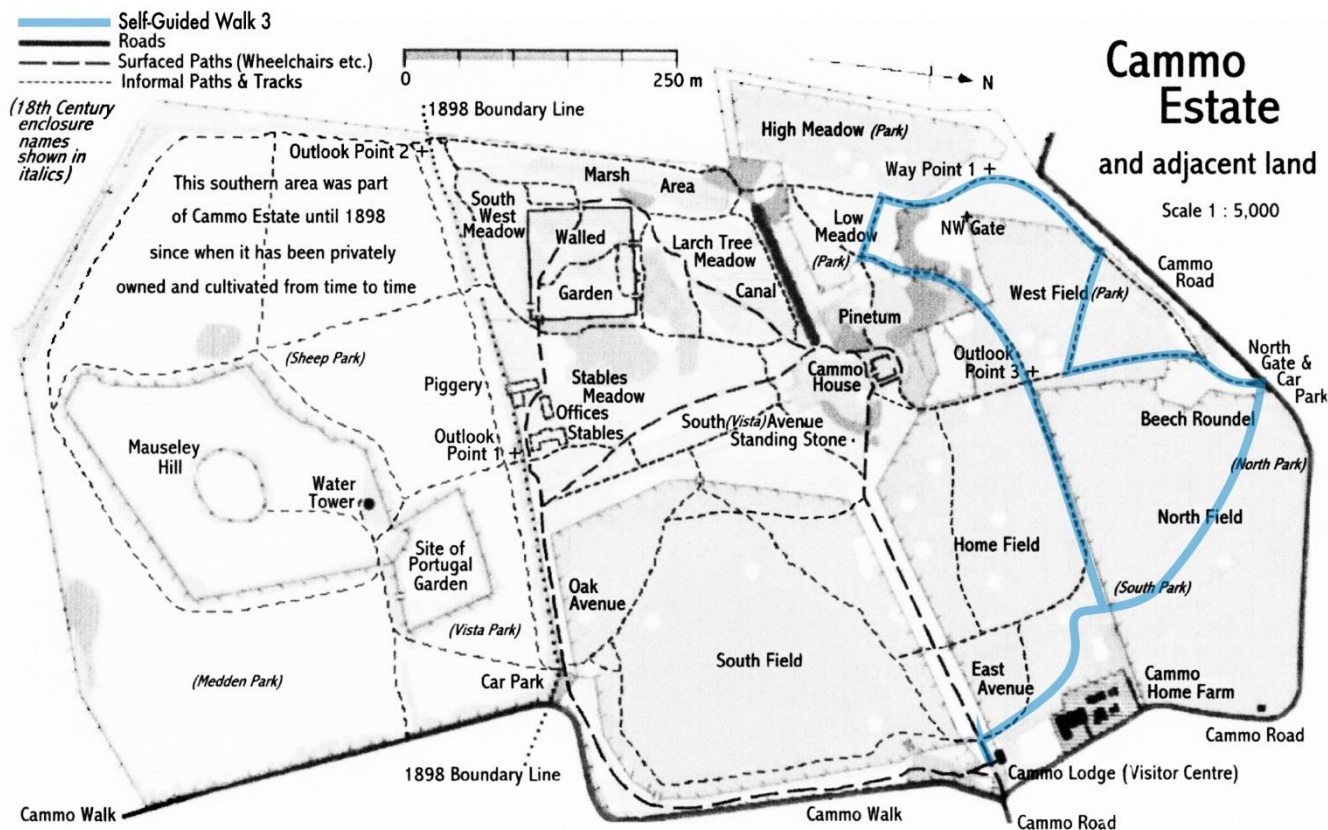 Self-Guided Walk 3
Roads
Surfaced Paths (Wheelchairs etc.)
Informal Paths & Tracks
(18th Century
enclosure
names
shown in
italics)
0
250 m
N
Cammo
Estate
and adjacent land
Scale 1 : 5,000
1898 Boundary Line
Outlook Point 2 +
This southern area was part
of Cammo Estate until 1898
since when it has been privately
owned and cultivated from time to time
High Meadow (Park)
Way Point 1 +
Marsh
Area
South
West
Meadow
Walled
Garden
Larch Tree
Meadow
Low
Meadow
(Park)
NW Gate
Cammo
Road
Canal
West Field (Park)
Pinetum
(Sheep Park)
Cammo
House
Outlook
Point 3 +
North
Gate &
Car
Park
Piggery
Stables
Meadow
Offices
Stables
Beech Roundel
South (Vista) Avenue
Standing Stone
Outlook
Point 1 +
Mauseley
Hill
Water
Tower
(North Park)
North Field
Site of
Portugal
Garden
Home Field
Oak
Avenue
(South Park)
(Vista Park)
South Field
East
Avenue
Cammo
Home Farm
(Medden Park)
Car Park
Cammo Road
1898 Boundary Line
Cammo Lodge (Visitor Centre)
Cammo Walk
Cammo Walk
Cammo Road